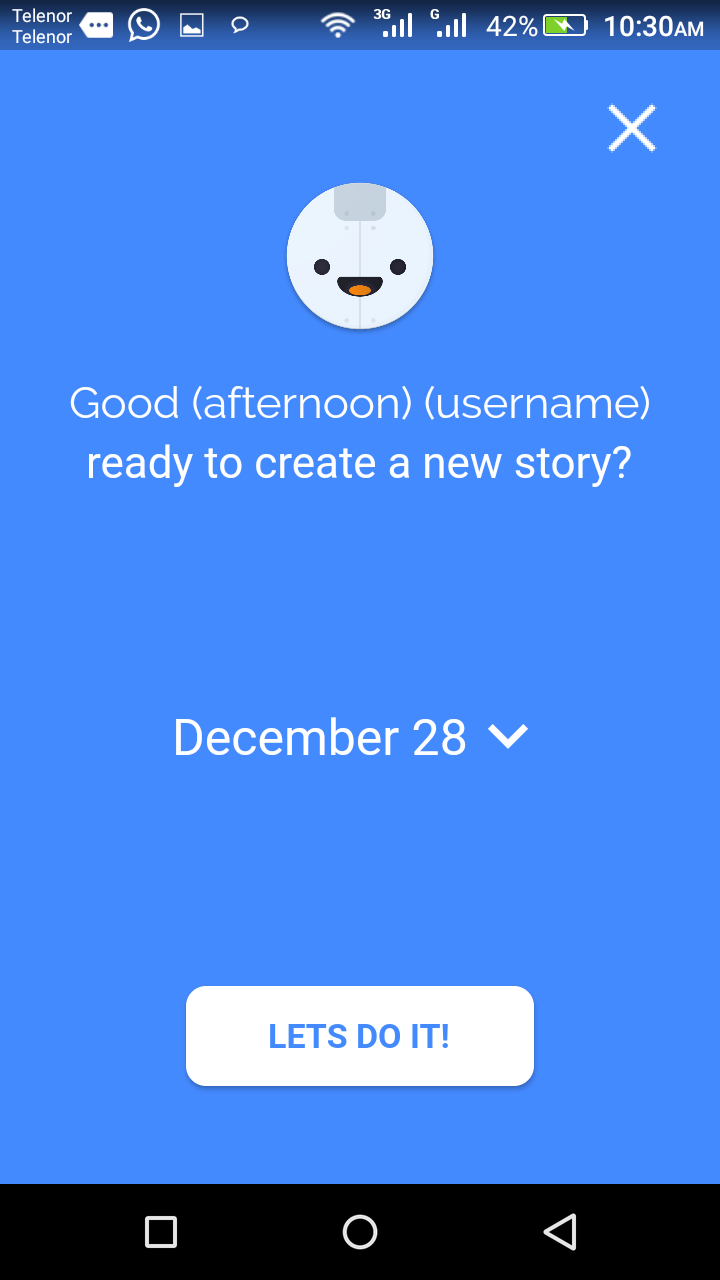 Telenor
Telenor
3G
G
42%
10:30AM
Good (afternoon) (username)
ready to create a new story?
December 28
LETS DO IT!